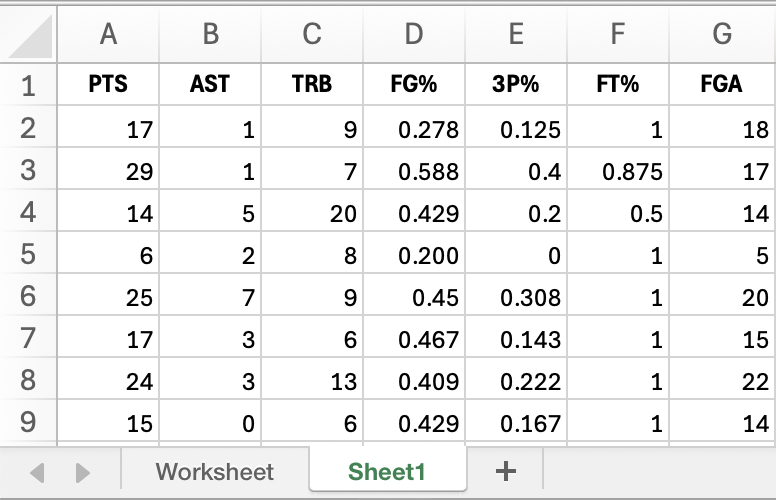 A B C D E F G
1 PTS AST TRB FG% 3P% FT% FGA
2 17 1 9 0.278 0.125 1 18
3 29 1 7 0.588 0.4 0.875 17
4 14 5 20 0.429 0.2 0.5 14
5 6 2 8 0.200 0 1 5
6 25 7 9 0.45 0.308 1 20
7 17 3 6 0.467 0.143 1 15
8 24 3 13 0.409 0.222 1 22
9 15 0 6 0.429 0.167 1 14
Worksheet Sheet1 +